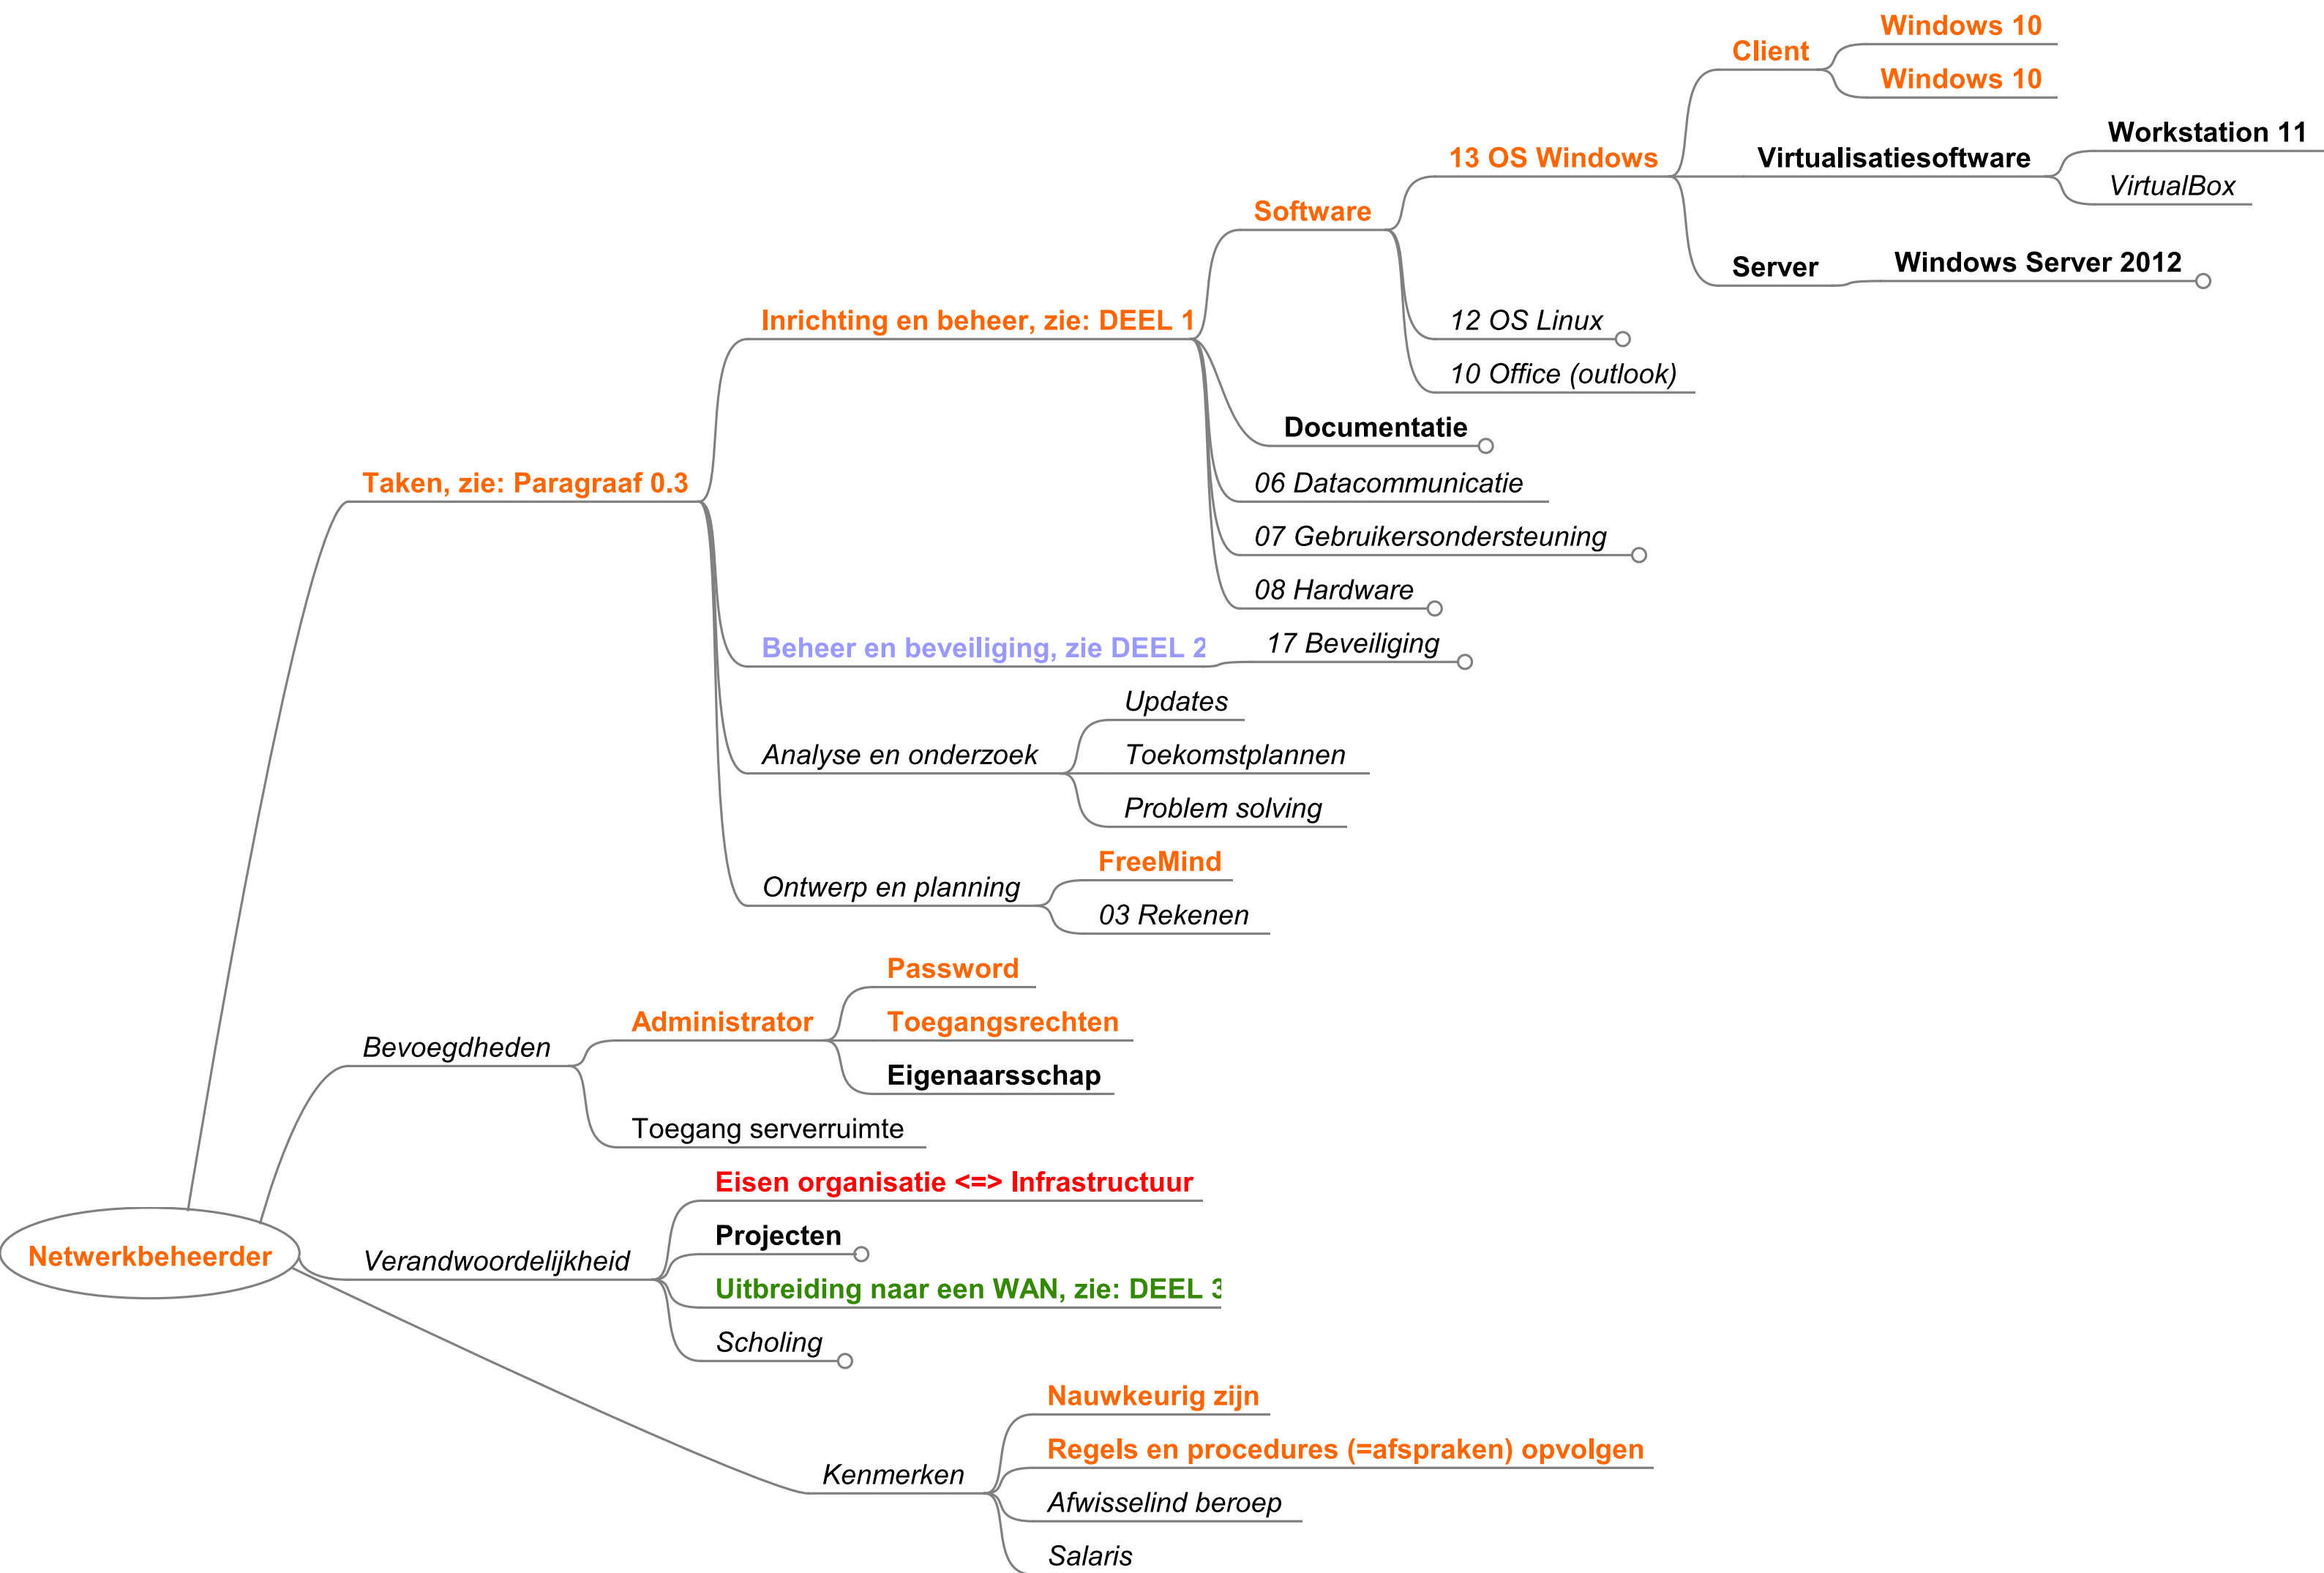 Windows 10
Client
Windows 10
Workstation 11
13 OS Windows
Virtualisatiesoftware
VirtualBox
Software
Server
Windows Server 2012
Inrichting en beheer, zie: DEEL 1
12 OS Linux
10 Office (outlook)
Documentatie
Taken, zie: Paragraaf 0.3
06 Datacommunicatie
07 Gebruikersondersteuning
08 Hardware
Beheer en beveiliging, zie DEEL 2
17 Beveiliging
Updates
Analyse en onderzoek
Toekomstplannen
Problem solving
FreeMind
Ontwerp en planning
03 Rekenen
Password
Administrator
Toegangsrechten
Bevoegdheden
Eigenaarsschap
Toegang serverruimte
Eisen organisatie <=> Infrastructuur
Projecten
Netwerkbeheerder
Verandwoordelijkheid
Uitbreiding naar een WAN, zie: DEEL 3
Scholing
Nauwkeurig zijn
Regels en procedures (=afspraken) opvolgen
Kenmerken
Afwisselind beroep
Salaris